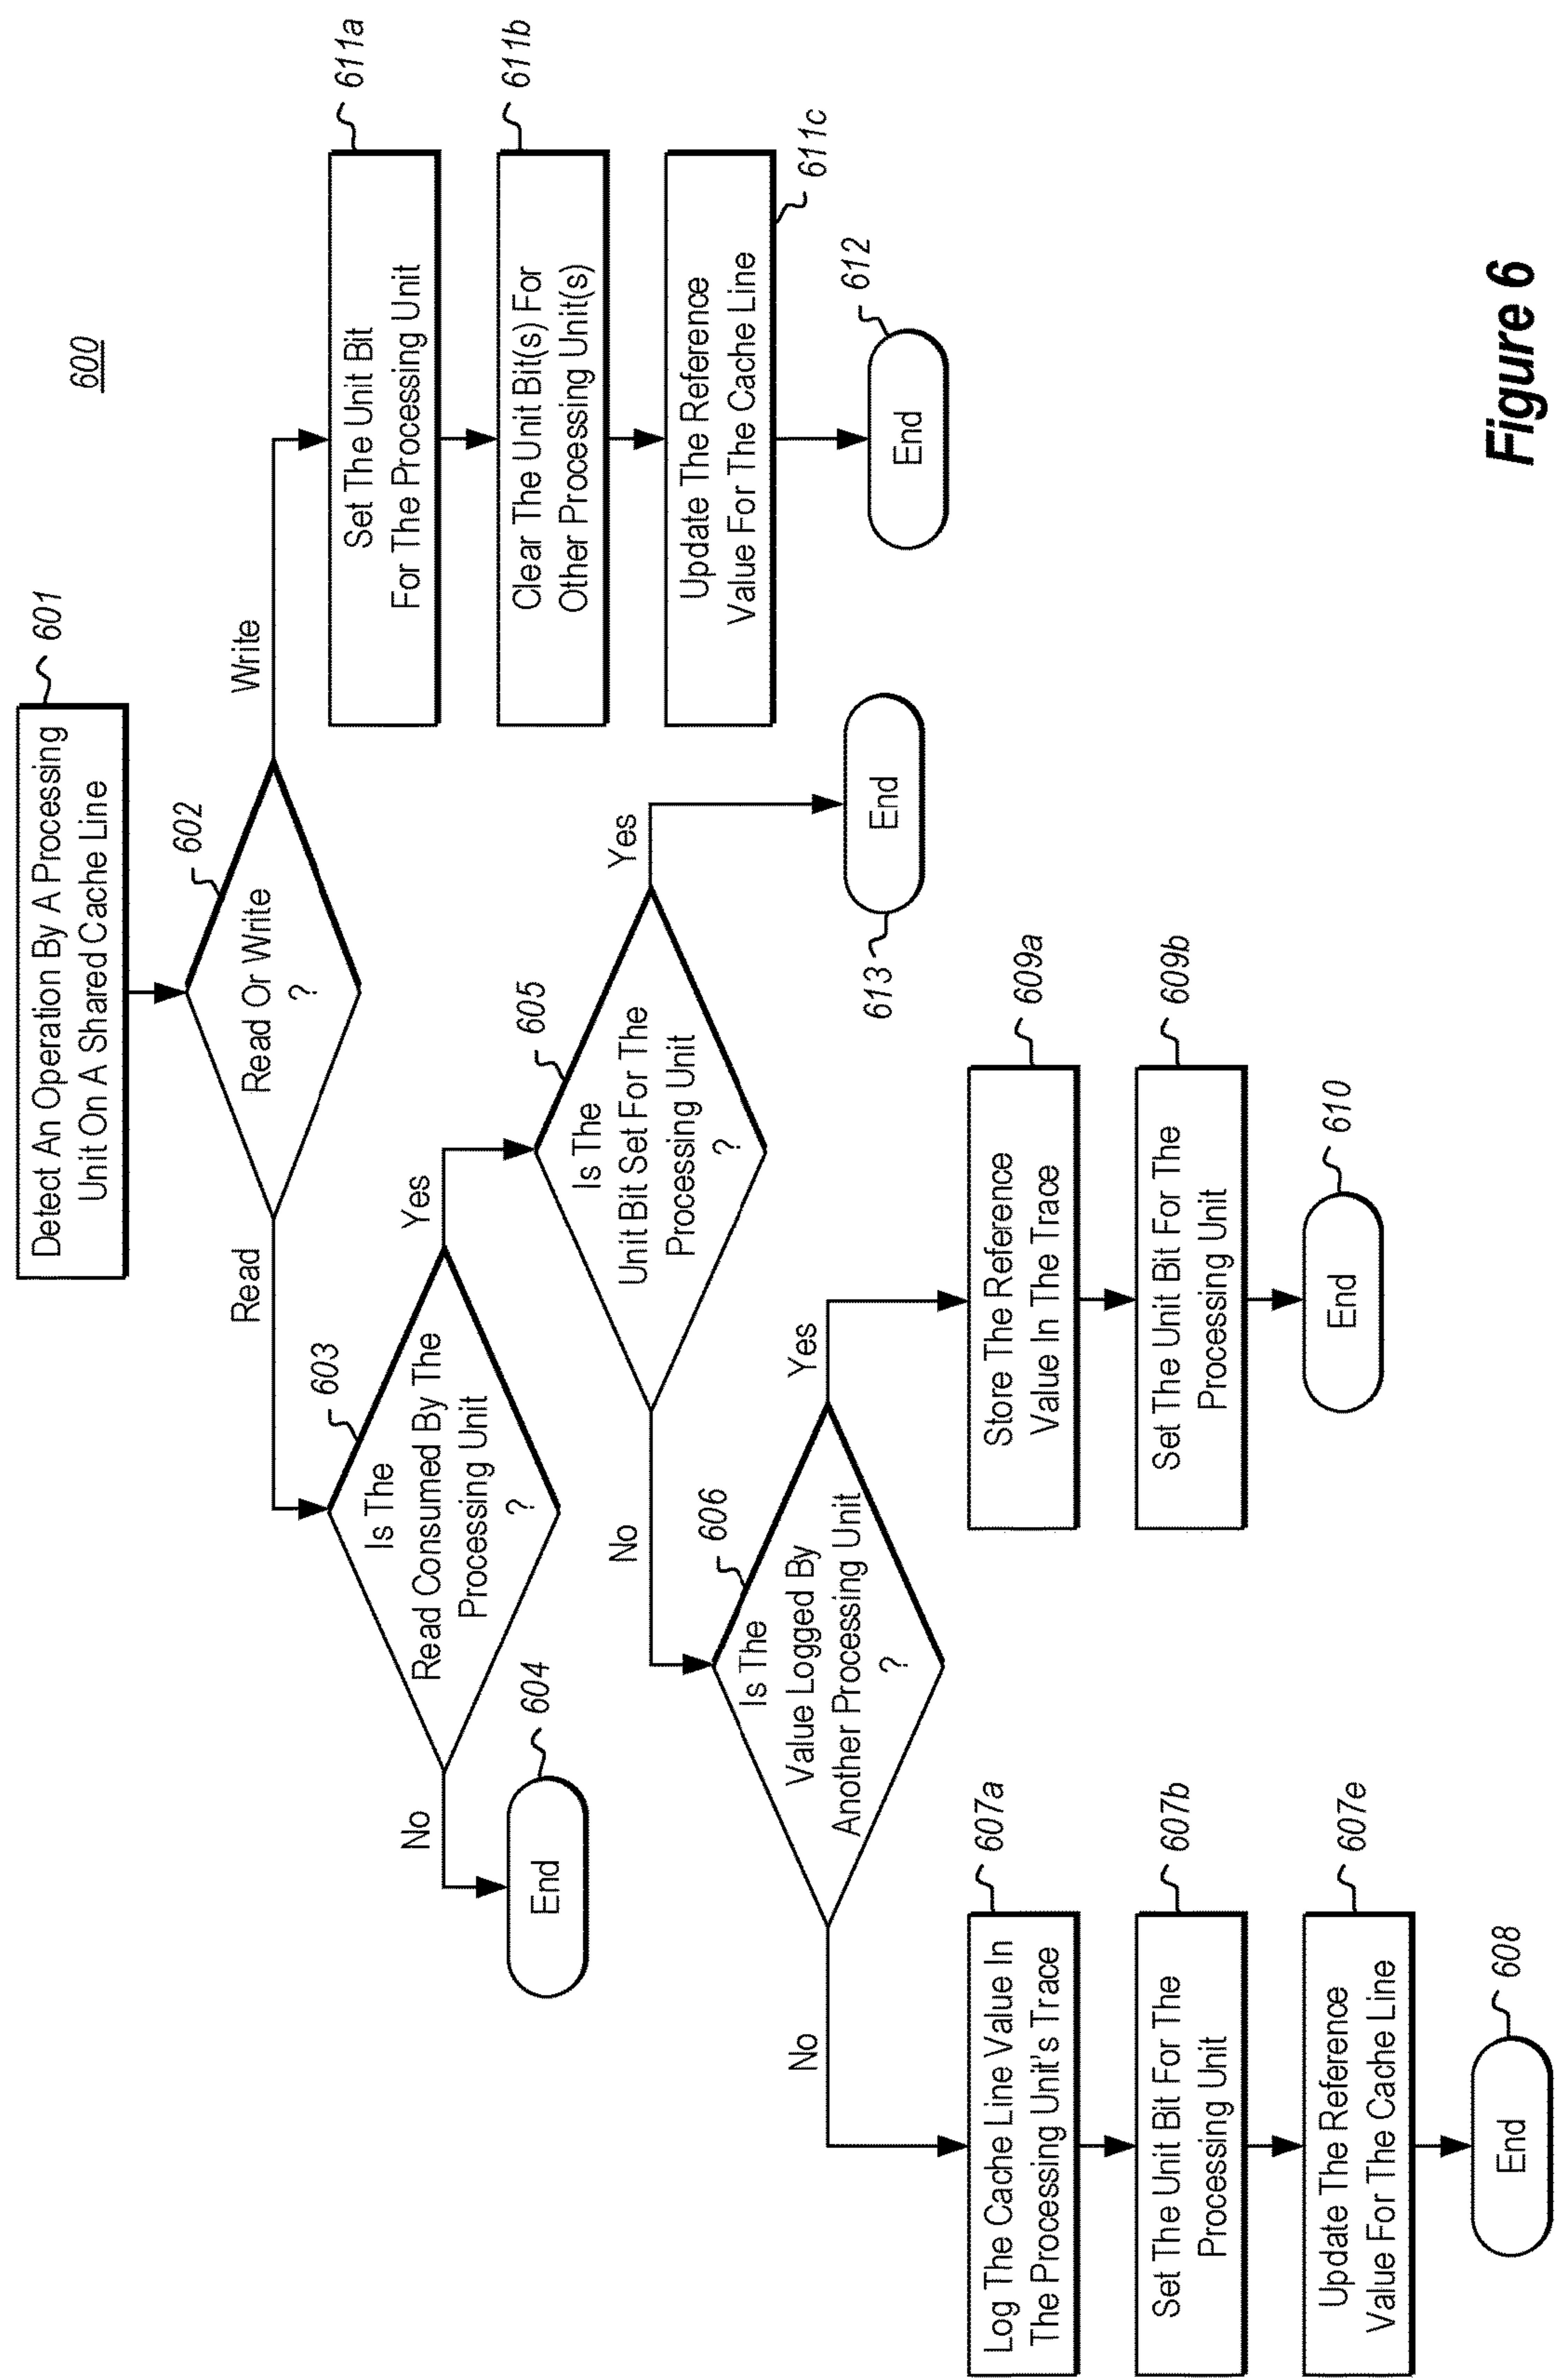 600
Detect An Operation By A Processing
Unit On A Shared Cache Line
601
Read Or Write
?
602
Read
Write
Is The
Read Consumed By The
Processing Unit
?
603
No
Yes
End
604
Is The
Unit Bit Set For The
Processing Unit
?
605
No
Yes
End
613
Is The
Value Logged By
Another Processing Unit
?
606
No
Yes
Log The Cache Line Value In
The Processing Unit's Trace
607a
Set The Unit Bit For The
Processing Unit
607b
Update The Reference
Value For The Cache Line
607e
End
608
Store The Reference
Value In The Trace
609a
Set The Unit Bit For The
Processing Unit
609b
End
610
Set The Unit Bit
For The Processing Unit
611a
Clear The Unit Bit(s) For
Other Processing Unit(s)
611b
Update The Reference
Value For The Cache Line
611c
End
612
Figure 6